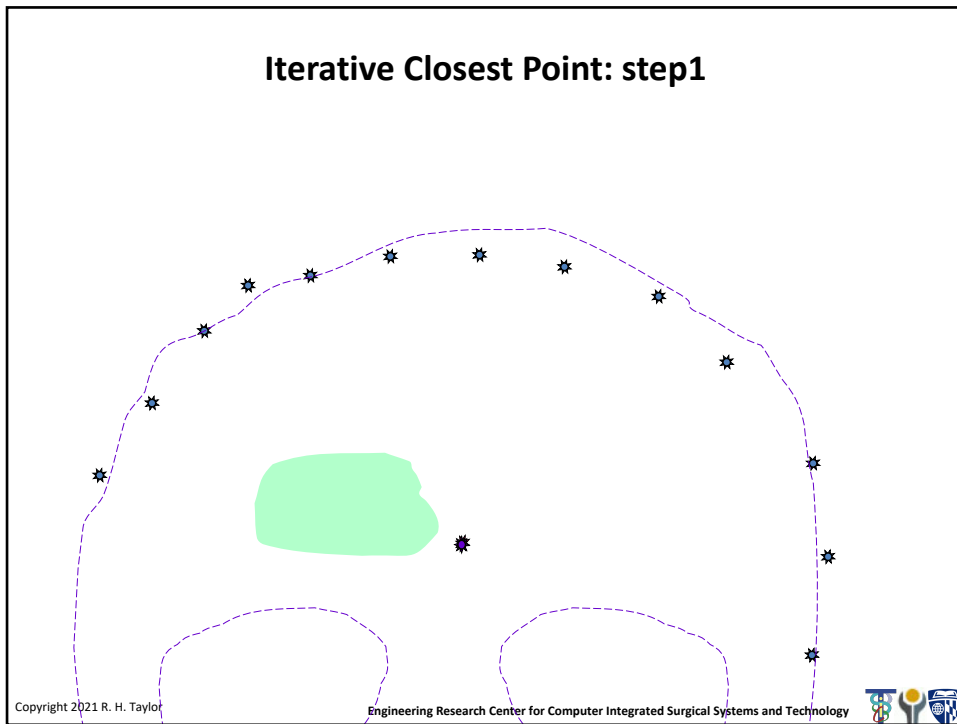 Iterative Closest Point: step1
Copyright 2021 R. H. Taylor
Engineering Research Center for Computer Integrated Surgical Systems and Technology